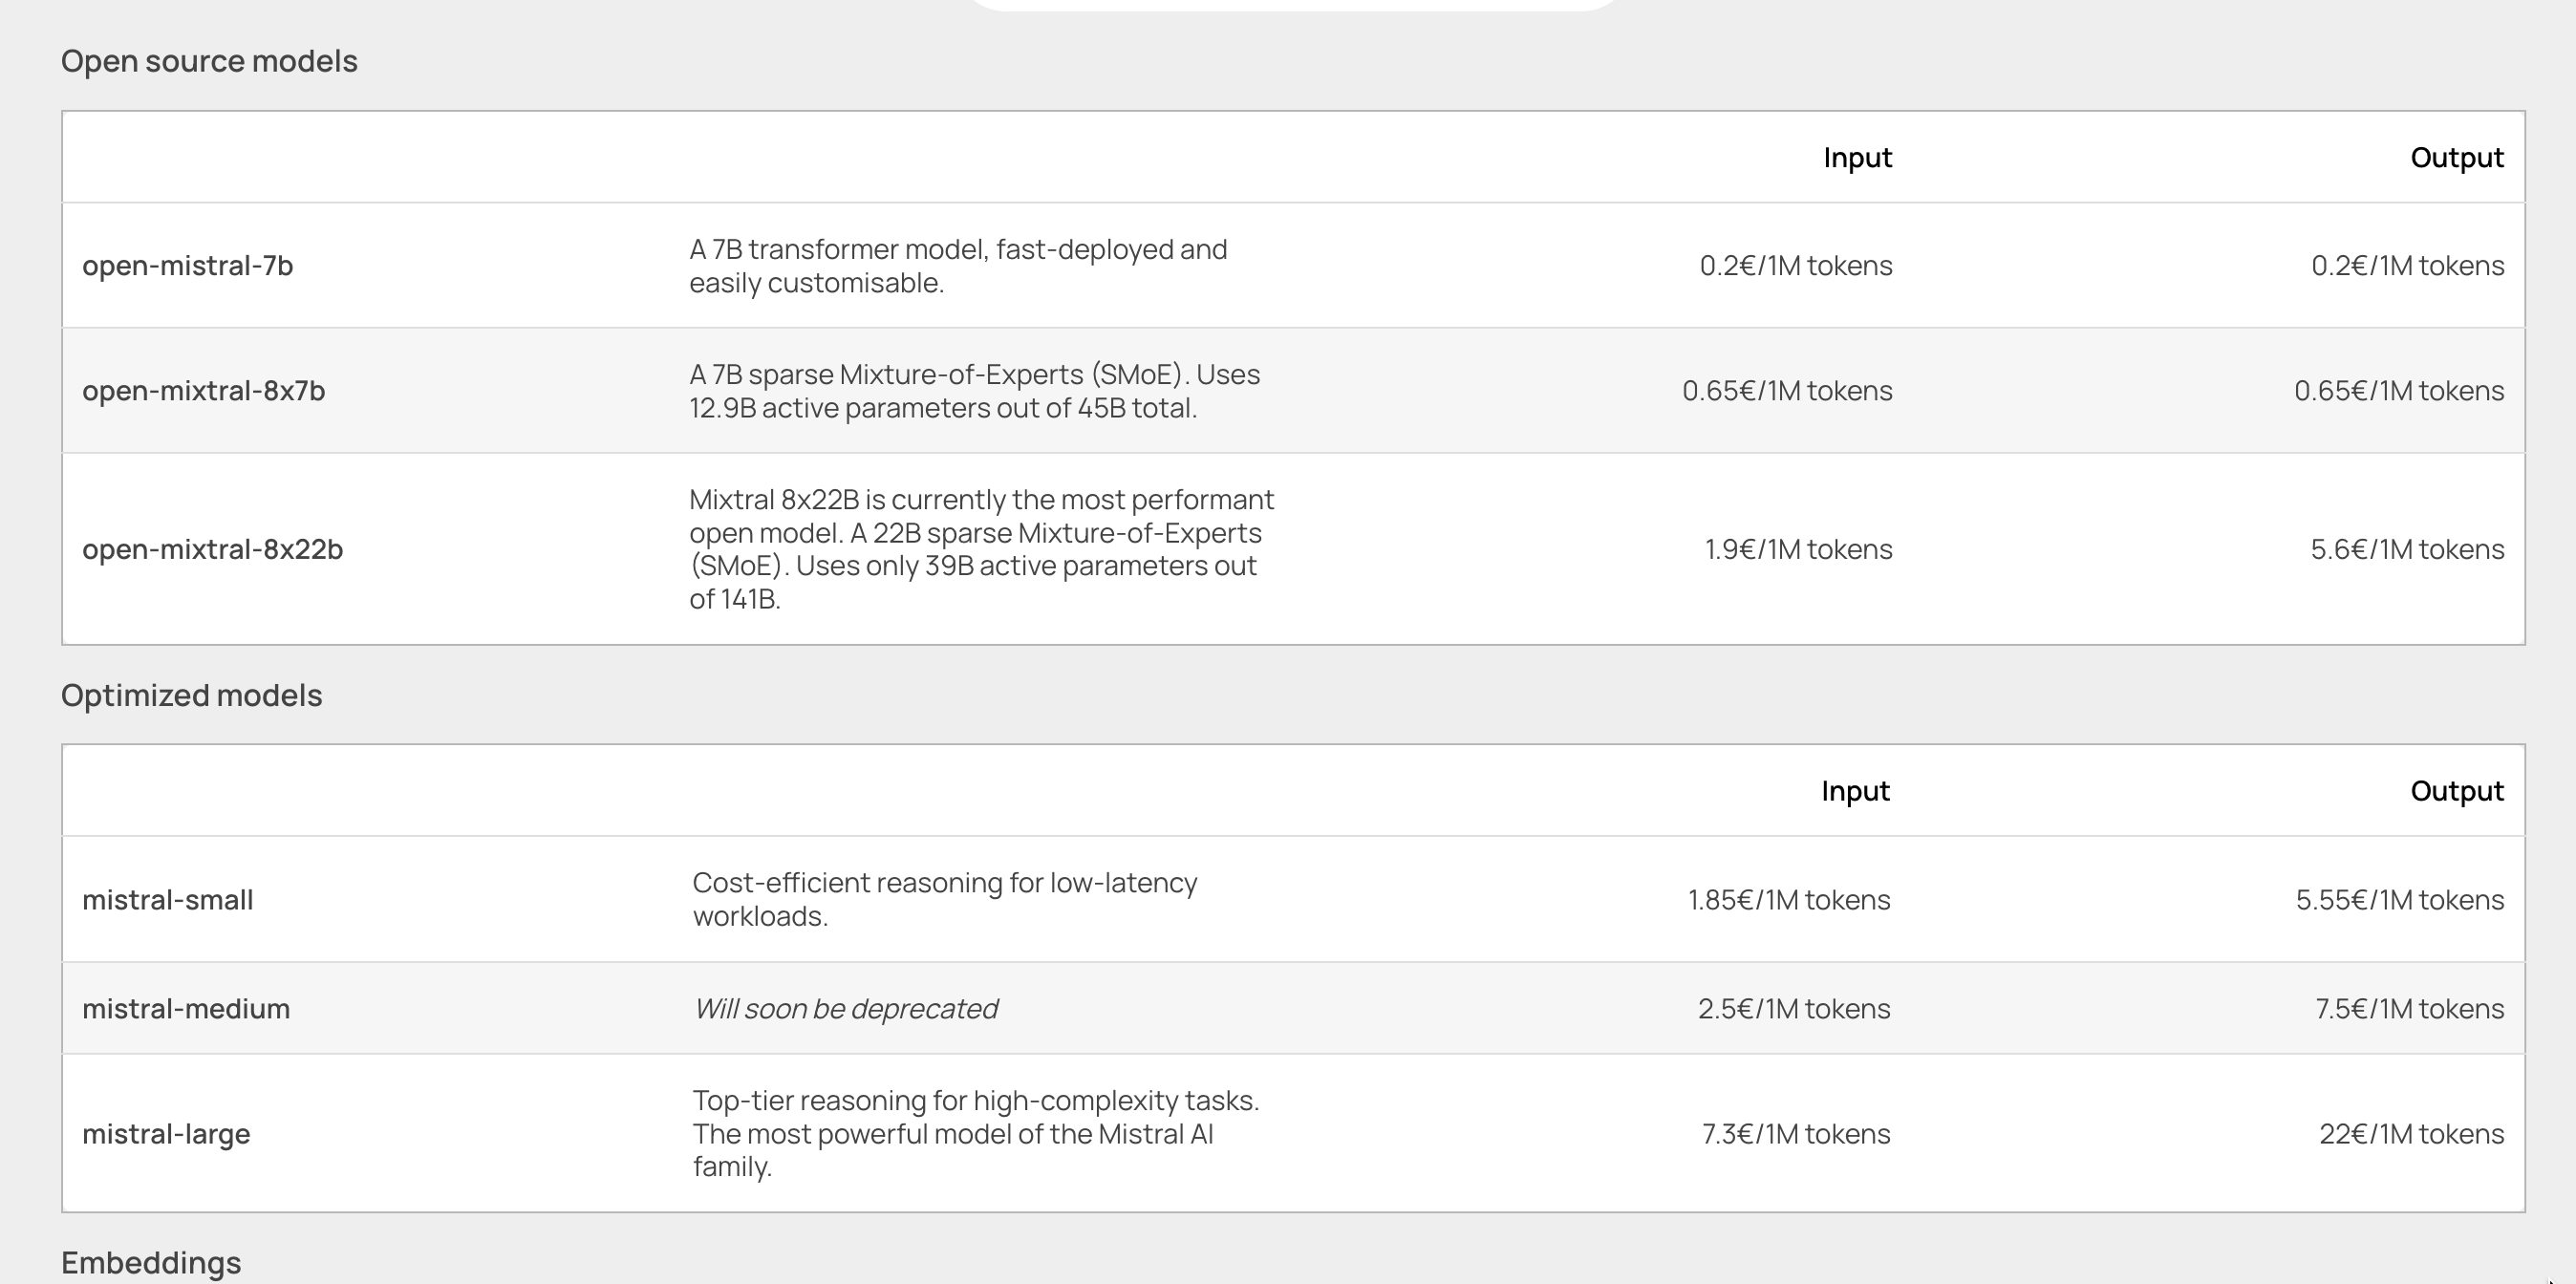 Open source models
Input Output
open-mistral-7b
A 7B transformer model, fast-deployed and
easily customisable.
0.2€/1M tokens 0.2€/1M tokens
open-mixtral-8x7b
A 7B sparse Mixture-of-Experts (SMoE). Uses
12.9B active parameters out of 45B total.
0.65€/1M tokens 0.65€/1M tokens
open-mixtral-8x22b
Mixtral 8x22B is currently the most performant
open model. A 22B sparse Mixture-of-Experts
(SMoE). Uses only 39B active parameters out
of 141B.
1.9€/1M tokens 5.6€/1M tokens
Optimized models
Input Output
mistral-small
Cost-efficient reasoning for low-latency
workloads.
1.85€/1M tokens 5.55€/1M tokens
mistral-medium Will soon be deprecated 2.5€/1M tokens 7.5€/1M tokens
mistral-large
Top-tier reasoning for high-complexity tasks.
The most powerful model of the Mistral AI
family.
7.3€/1M tokens 22€/1M tokens
Embeddings